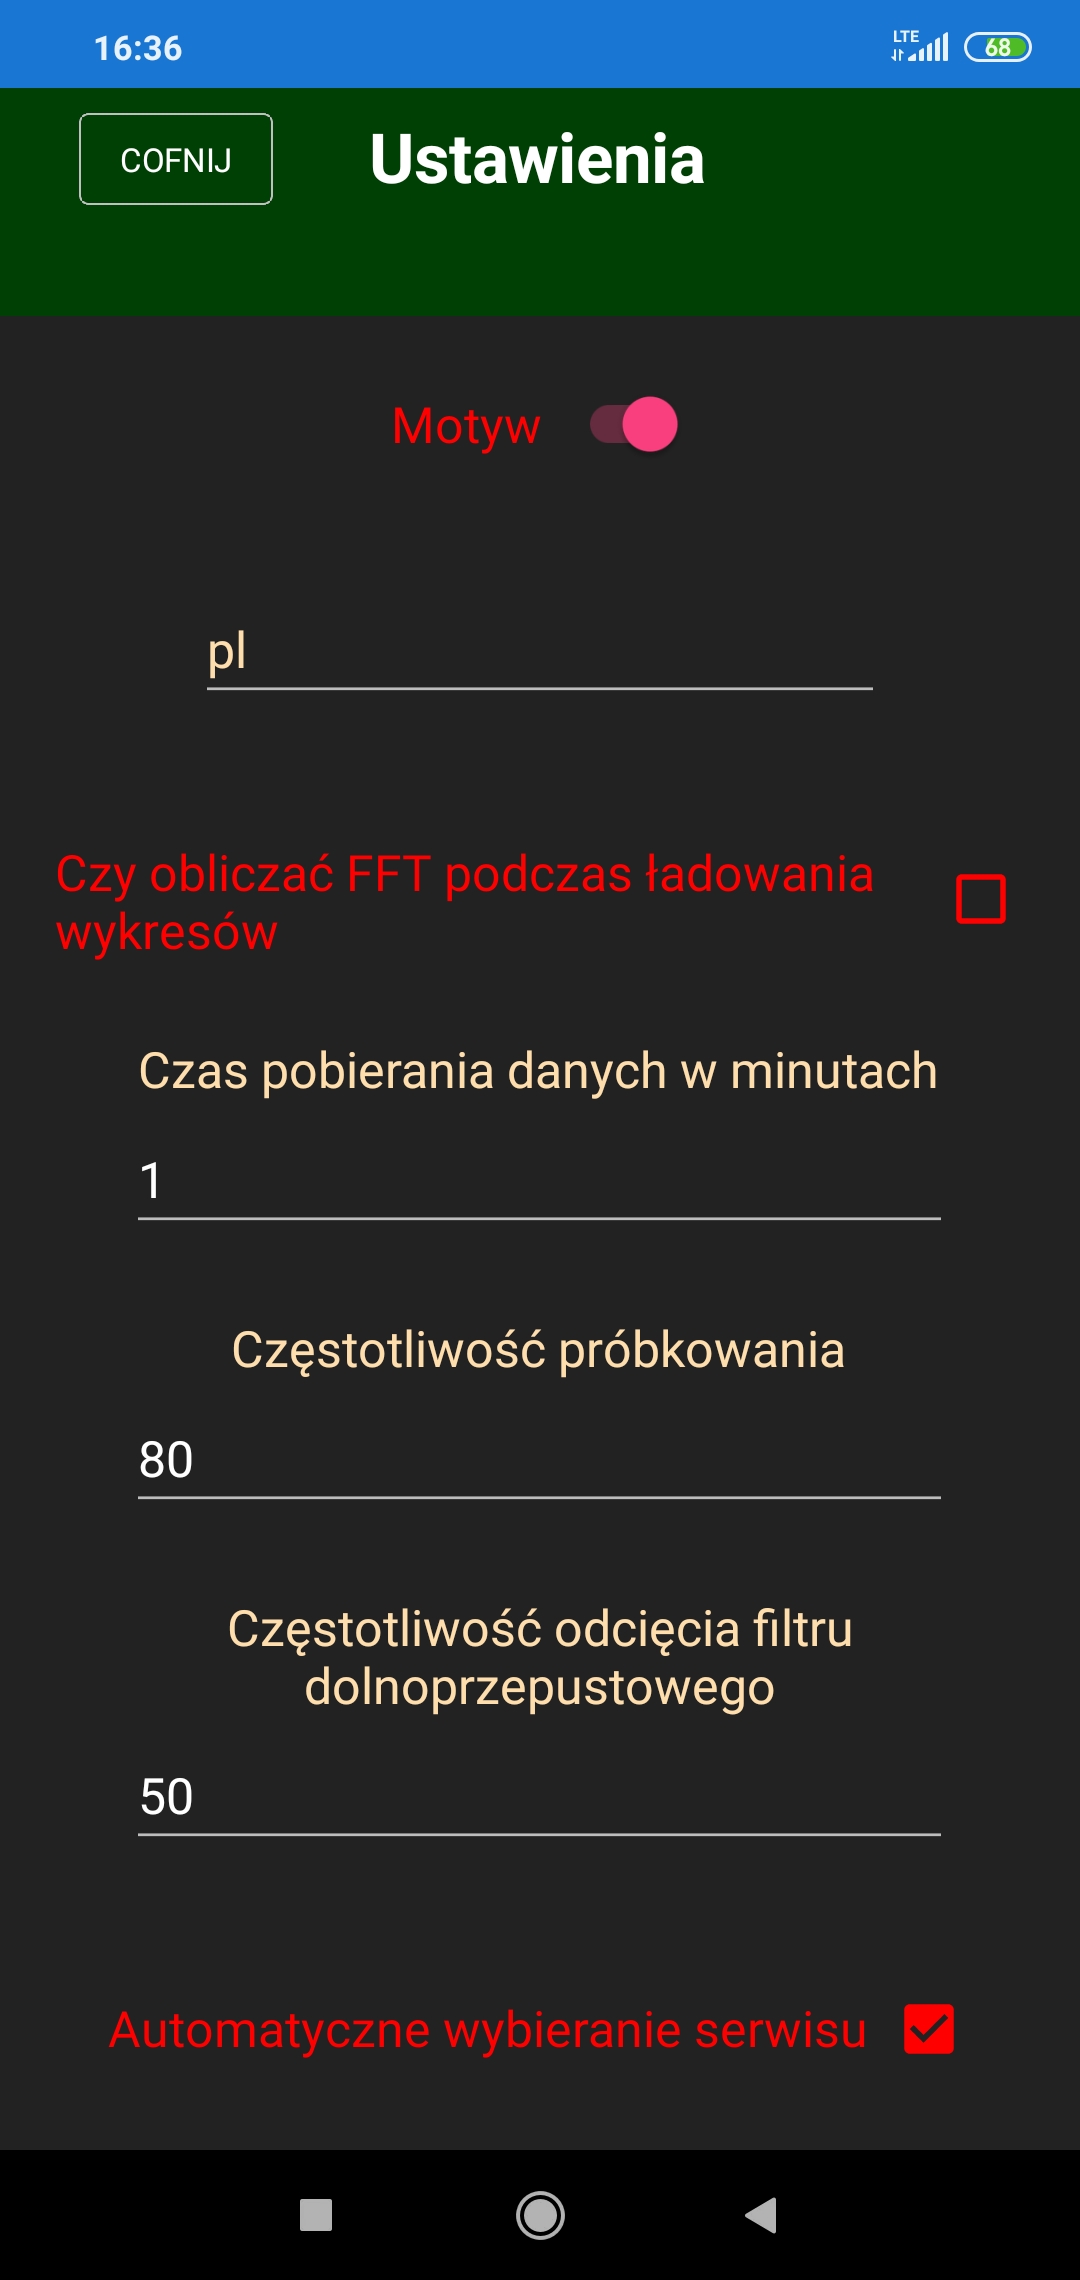 16:36
LTE
68
COFNIJ
Ustawienia
Motyw
pl
Czy obliczać FFT podczas ładowania
wykresów
Czas pobierania danych w minutach
1
Częstotliwość próbkowania
80
Częstotliwość odcięcia filtru
dolnoprzepustowego
50
Automatyczne wybieranie serwisu